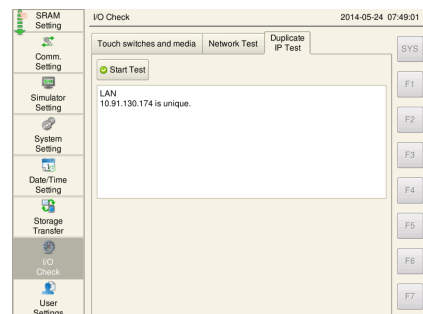 SRAM
Setting
Comm.
Setting
Simulator
Setting
System
Setting
Date/Time
Setting
Storage
Transfer
I/O
Check
User
Settings
I/O Check
2014-05-24 07:49:01
Touch switches and media
Network Test
Duplicate
IP Test
Start Test
LAN
10.91.130.174 is unique.
SYS
F1
F2
F3
F4
F5
F6
F7